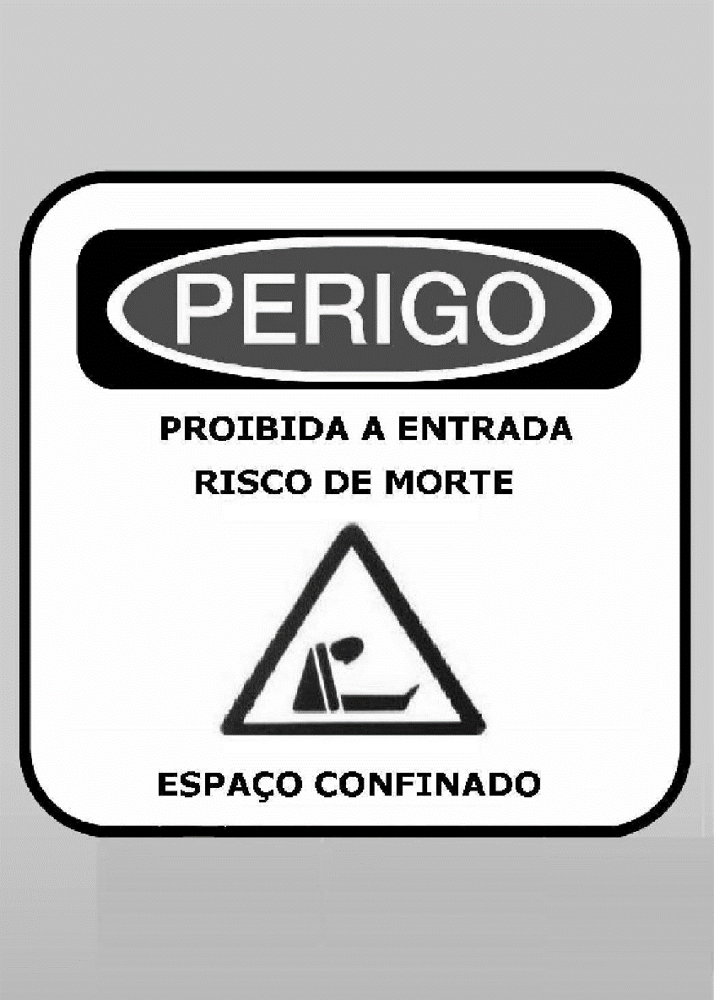 PERIGO
PROIBIDA A ENTRADA
RISCO DE MORTE
ESPAÇO CONFINADO